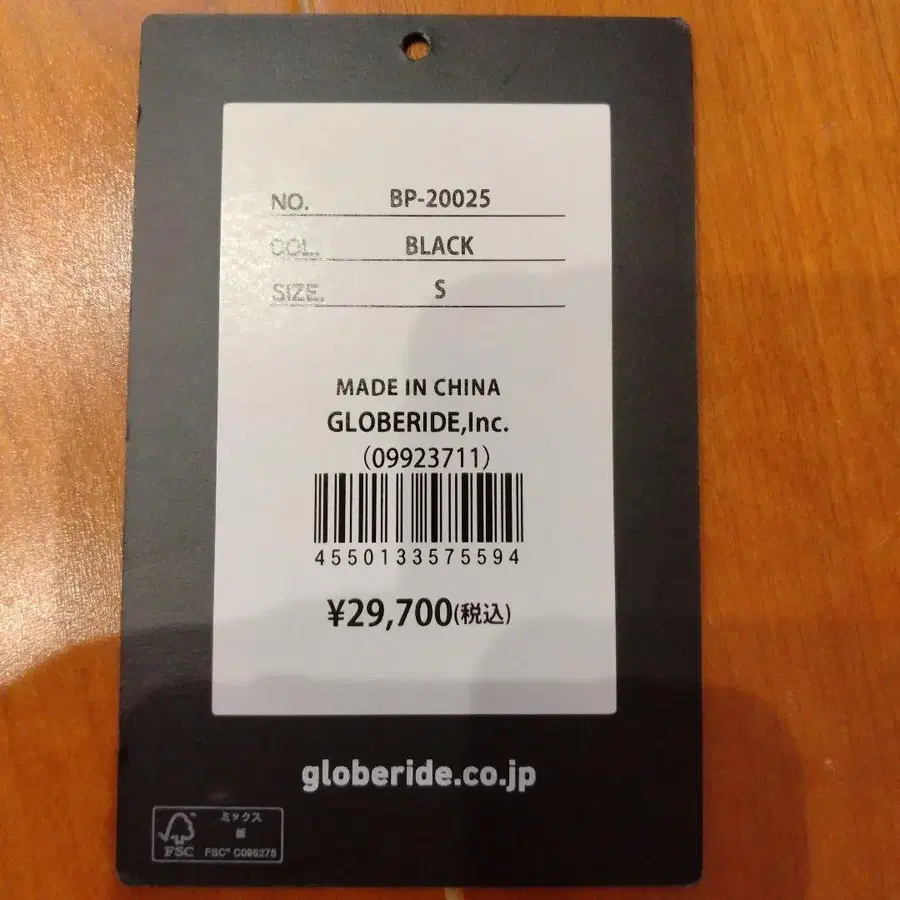 NO. BP-20025
COL. BLACK
SIZE. S
MADE IN CHINA
GLOBERIDE,Inc.
(09923711)
4550133575594
¥29,700(税込)
globeride.co.jp
ミックス
紙
FSC FSC® C095275